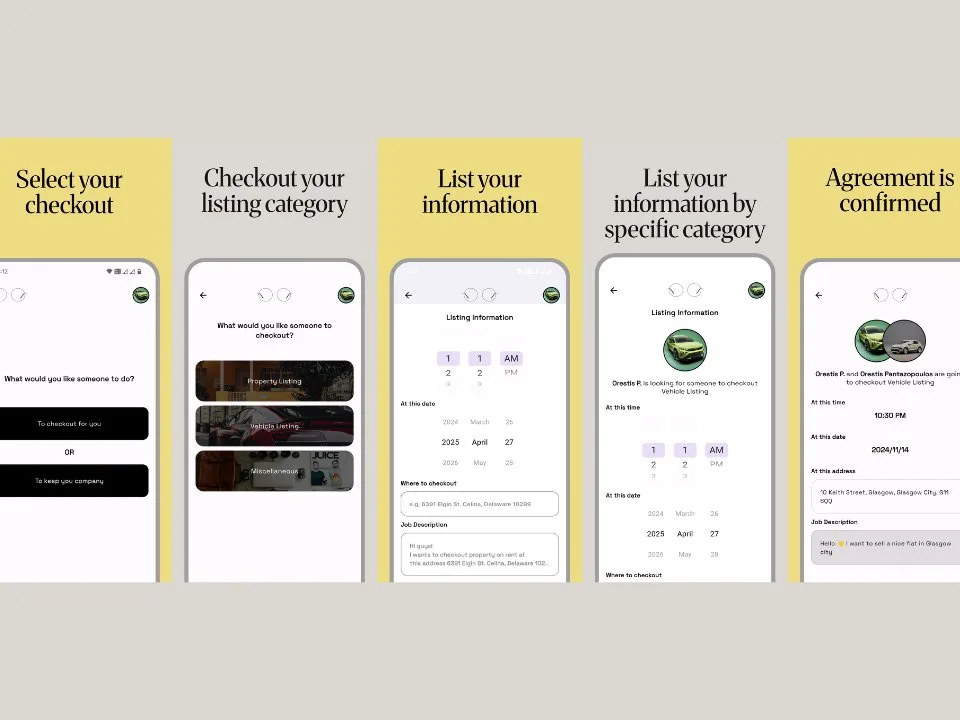 Select your
checkout
:12
What would you like someone to do?
To checkout for you
OR
To keep you company
Checkout your
listing category
What would you like someone to
checkout?
Property Listing
Vehicle Listing
JUICE
Miscellaneous
List your
information
Listing Information
1 1 AM
2 2 PM
3 3
At this date
2024 March 26
2025 April 27
2026 May 28
Where to checkout
e.g, 6391 Elgin St. Celina, Delaware 10299
Job Description
Hi guys!
I wants to checkout property on rent at
this address 6391 Elgin St. Celina, Delaware 102...
List your
information by
specific category
Listing Information
Orestis P. is looking for someone to checkout
Vehicle Listing
At this time
1 1 AM
2 2 PM
3 3
At this date
2024 March 26
2025 April 27
2026 May 28
Where to checkout
Agreement is
confirmed
Orestis P. and Orestis Pantazopoulos are goin
to checkout Vehicle Listing
At this time
10:30 PM
At this date
2024/11/14
At this address
10 Keith Street, Glasgow, Glasgow City, G11
6QQ
Job Description
Hello 👋 I want to sell a nice flat in Glasgow
city